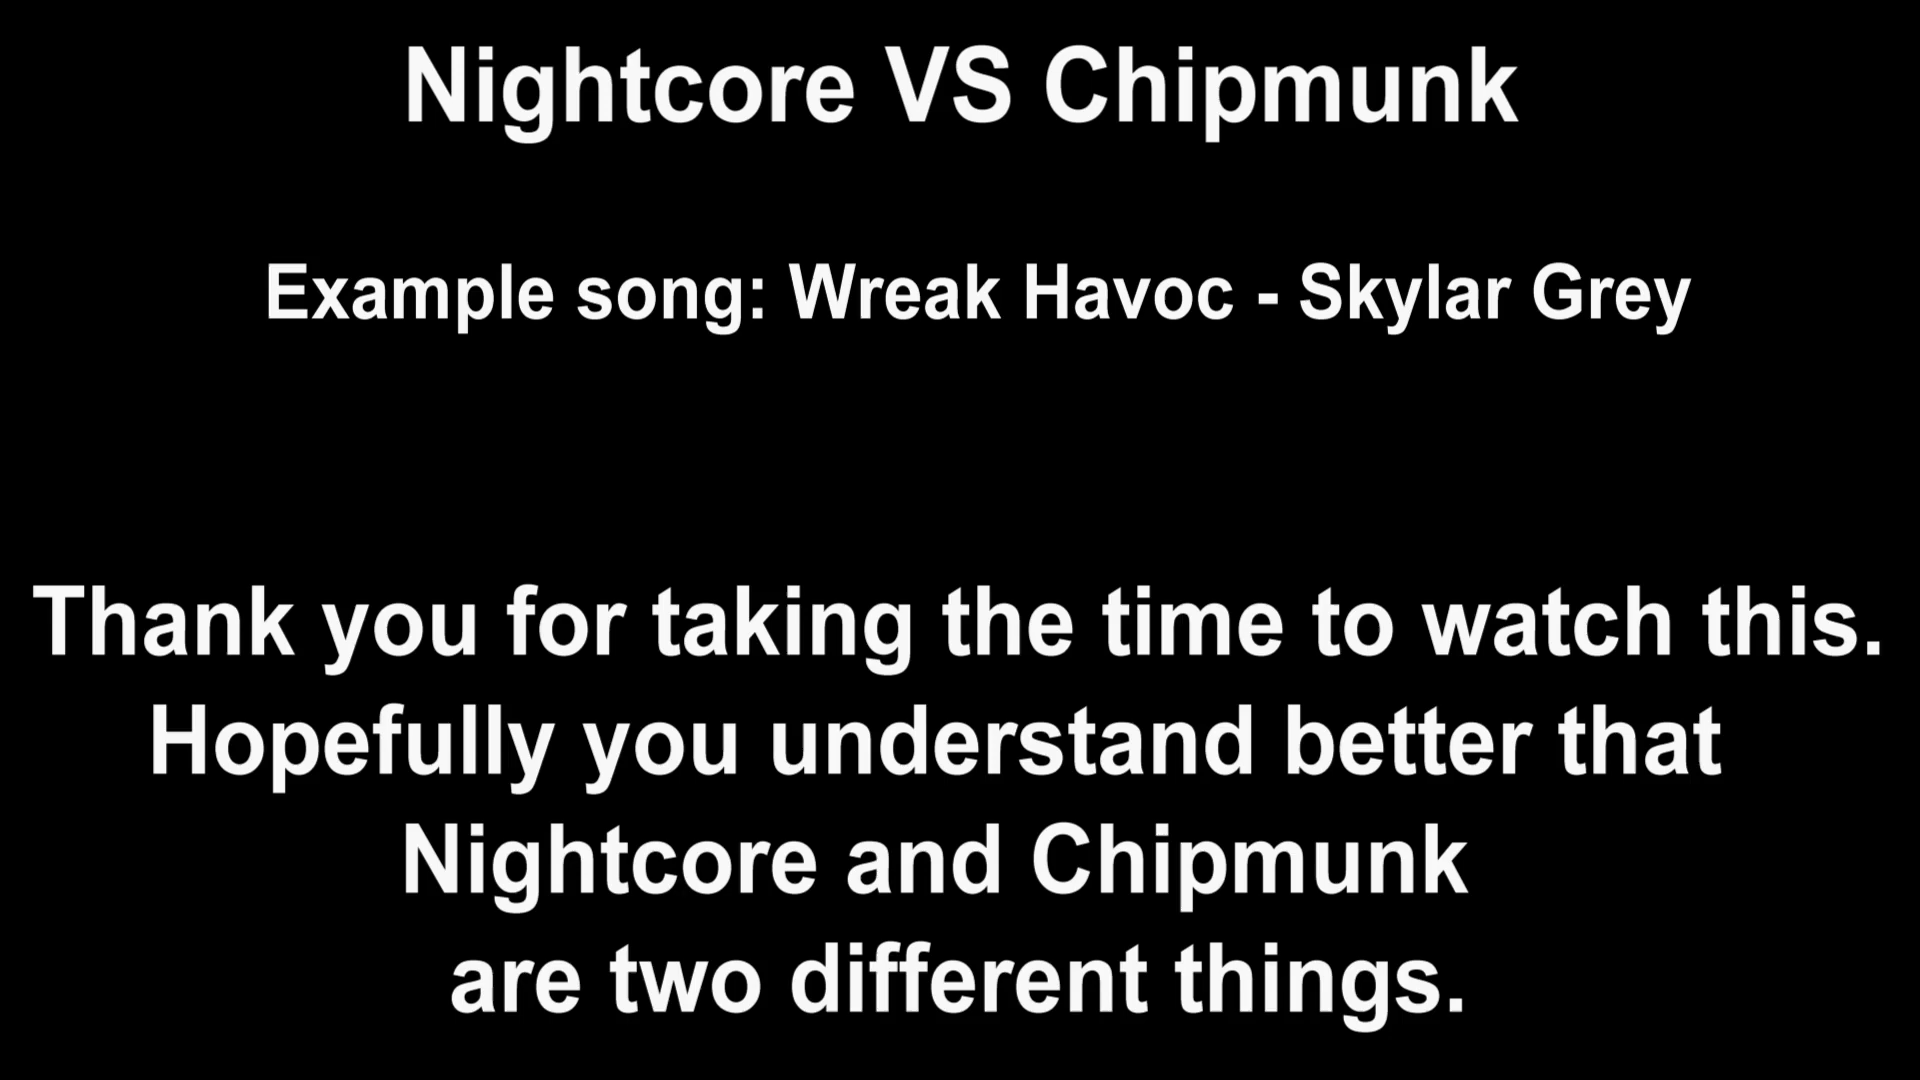 Nightcore VS Chipmunk
Example song: Wreak Havoc - Skylar Grey
Thank you for taking the time to watch this.
Hopefully you understand better that
Nightcore and Chipmunk
are two different things.